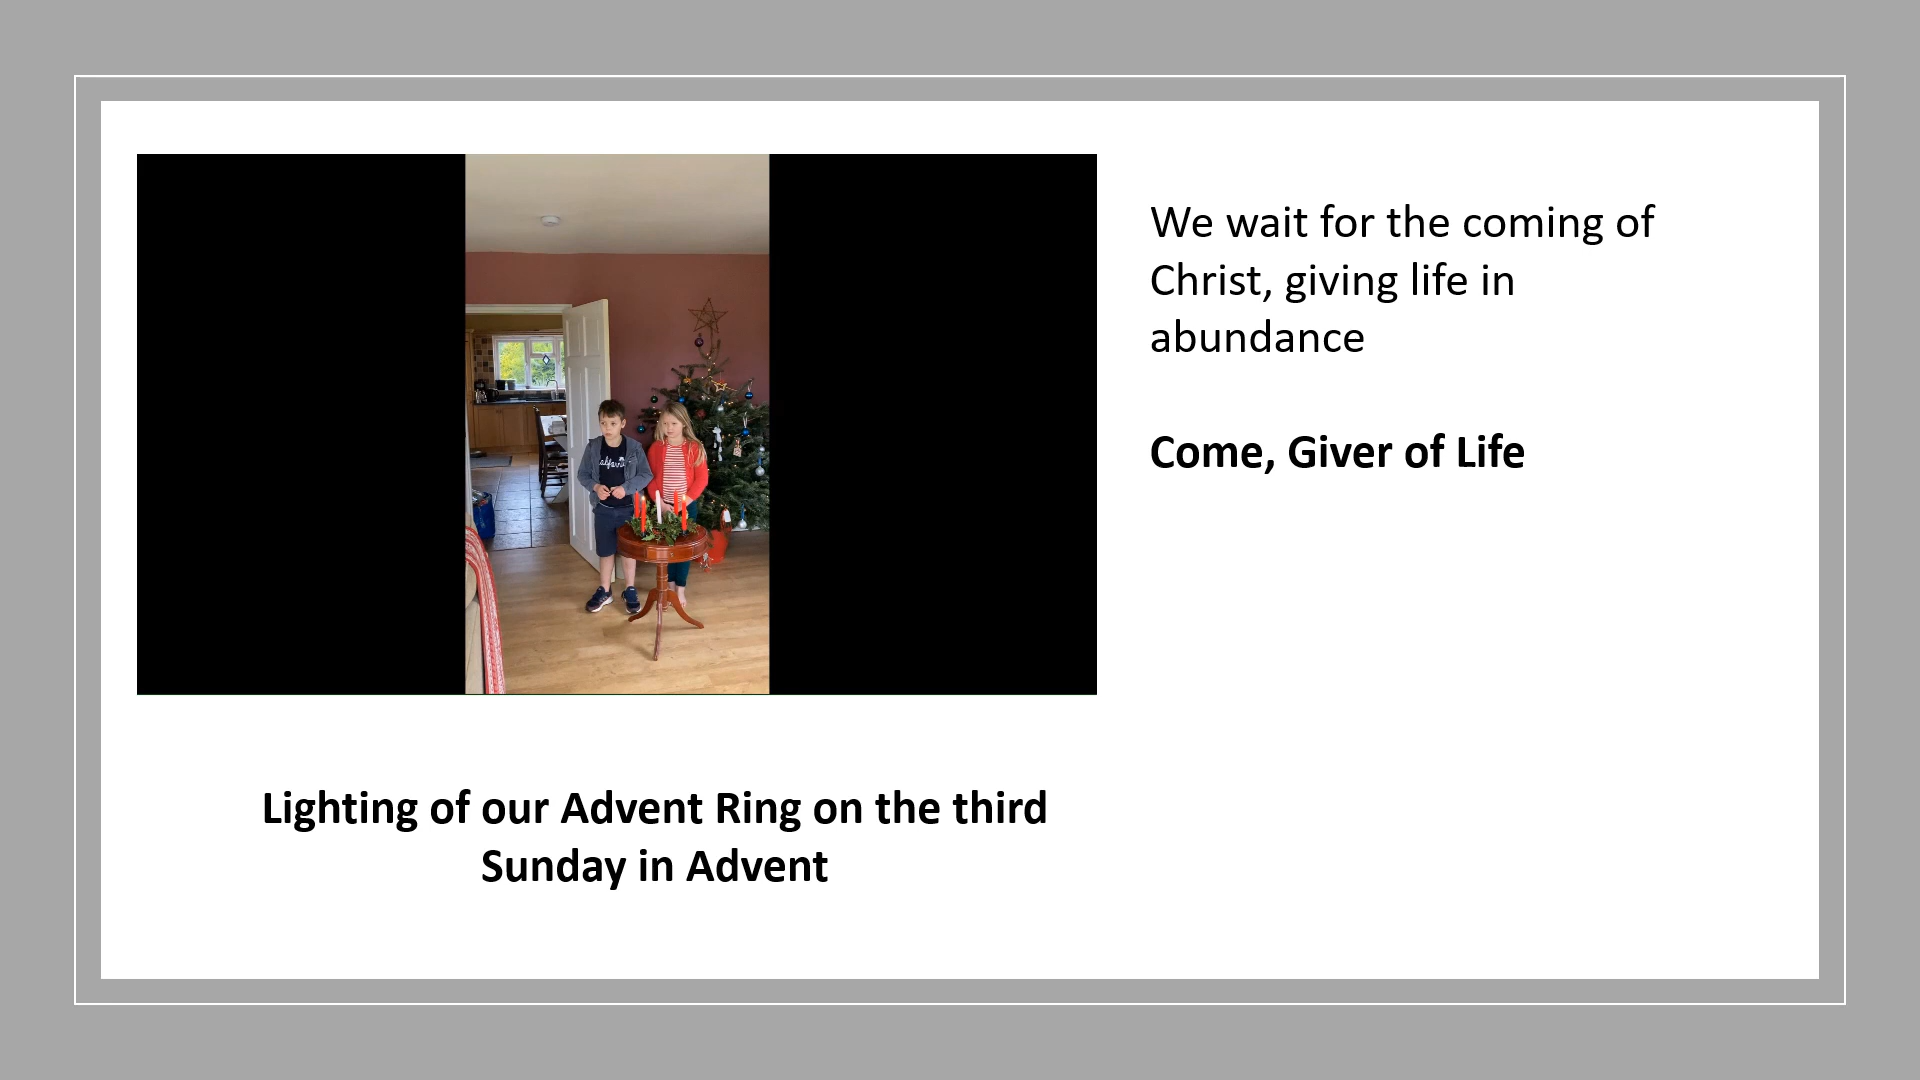 We wait for the coming of
Christ, giving life in
abundance
Come, Giver of Life
Lighting of our Advent Ring on the third
Sunday in Advent